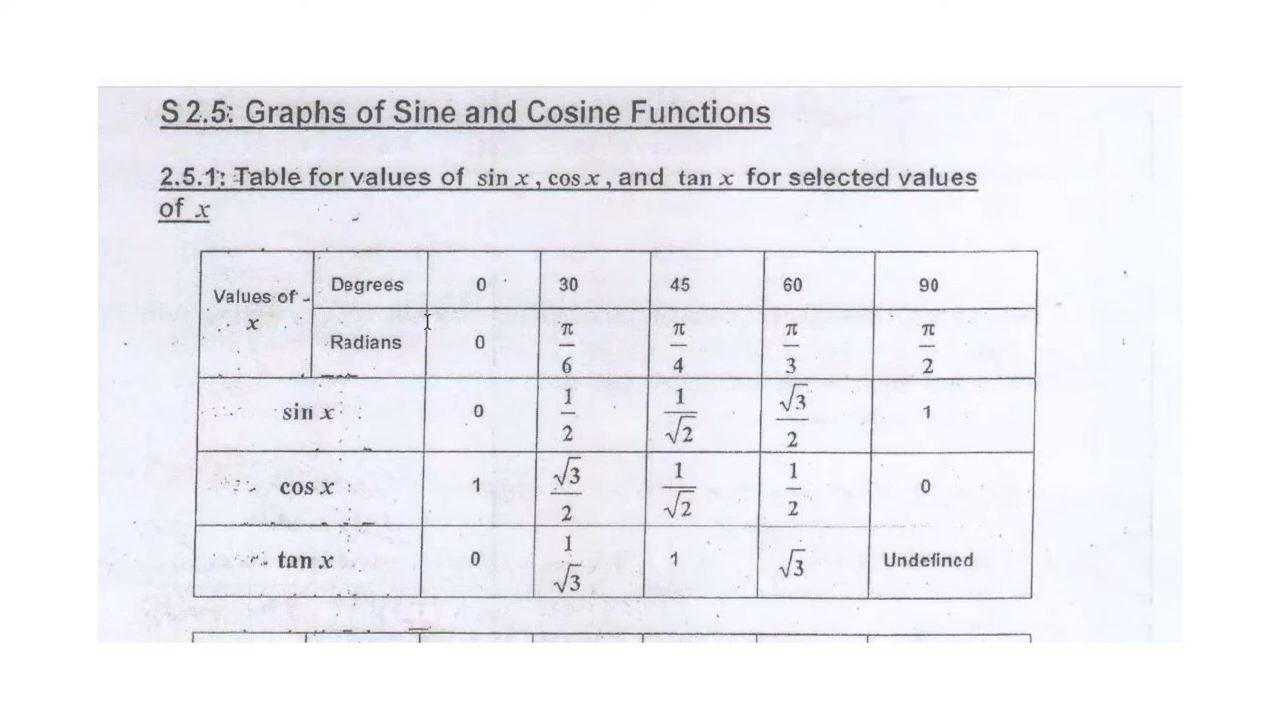 S 2.5: Graphs of Sine and Cosine Functions
2.5.1: Table for values of sin x, cos x, and tan x for selected values
of x
Values of x Degrees 0 30 45 60 90
Radians 0 π/6 π/4 π/3 π/2
sin x 0 1/2 1/√2 √3/2 1
cos x 1 √3/2 1/√2 1/2 0
tan x 0 1/√3 1 √3 Undefined